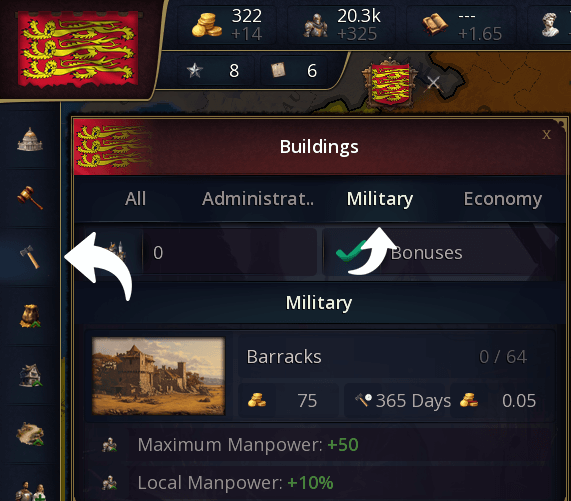 322
+14
20.3k
+325
---
+1.65
8
6
x
Buildings
All
Administrat..
Military
Economy
0
Bonuses
Military
Barracks
0 / 64
75
365 Days
0.05
Maximum Manpower: +50
Local Manpower: +10%